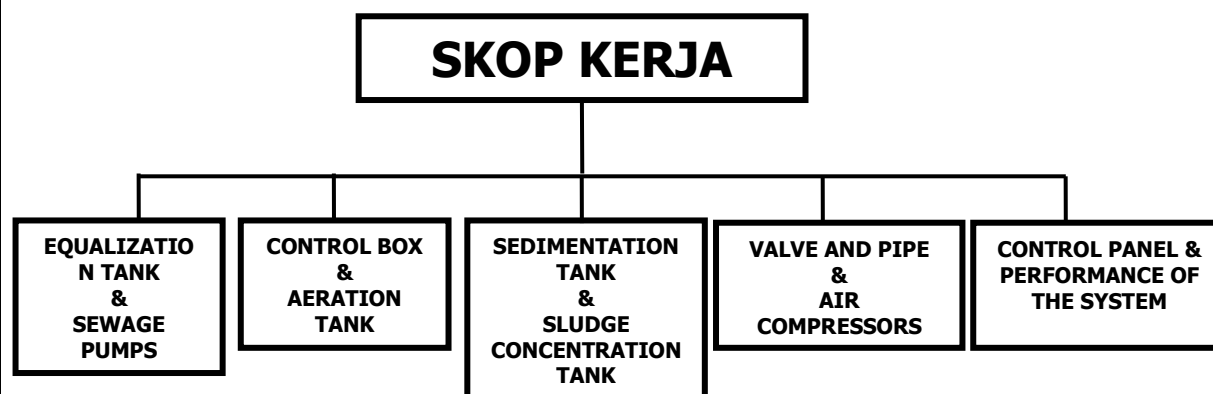 SKOP KERJA
EQUALIZATIO
N TANK
&
SEWAGE
PUMPS
CONTROL BOX
&
AERATION
TANK
SEDIMENTATION
TANK
&
SLUDGE
CONCENTRATION
TANK
VALVE AND PIPE
&
AIR
COMPRESSORS
CONTROL PANEL &
PERFORMANCE OF
THE SYSTEM